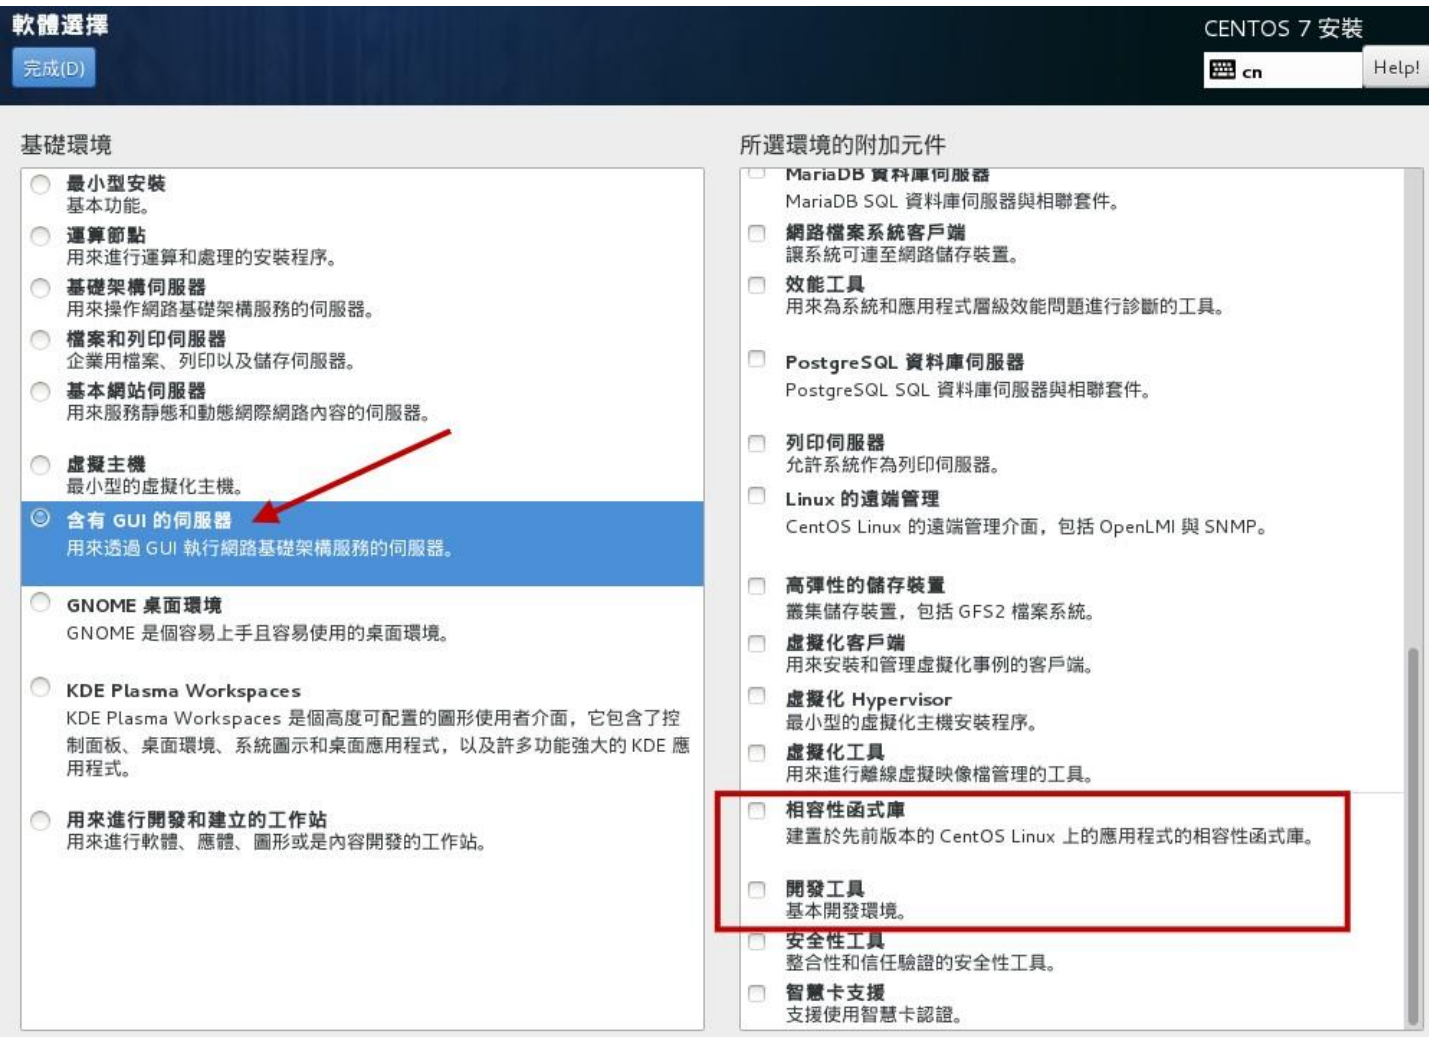 軟體選擇
CENTOS 7 安裝
完成(D)
cn
Help!
基礎環境
最小型安裝
基本功能。
運算節點
用來進行運算和處理的安裝程序。
基礎架構伺服器
用來操作網路基礎架構服務的伺服器。
檔案和列印伺服器
企業用檔案、列印以及儲存伺服器。
基本網站伺服器
用來服務靜態和動態網際網路內容的伺服器。
虛擬主機
最小型的虛擬化主機。
含有 GUI 的伺服器
用來透過 GUI 執行網路基礎架構服務的伺服器。
GNOME 桌面環境
GNOME 是個容易上手且容易使用的桌面環境。
KDE Plasma Workspaces
KDE Plasma Workspaces 是個高度可配置的圖形使用者介面，它包含了控
制面板、桌面環境、系統圖示和桌面應用程式，以及許多功能強大的 KDE 應
用程式。
用來進行開發和建立的工作站
用來進行軟體、應體、圖形或是內容開發的工作站。
所選環境的附加元件
MariaDB 資料庫伺服器
MariaDB SQL 資料庫伺服器與相聯套件。
網路檔案系統客戶端
讓系統可連至網路儲存裝置。
效能工具
用來為系統和應用程式層級效能問題進行診斷的工具。
PostgreSQL 資料庫伺服器
PostgreSQL SQL 資料庫伺服器與相聯套件。
列印伺服器
允許系統作為列印伺服器。
Linux 的遠端管理
CentOS Linux 的遠端管理介面，包括 OpenLMI 與 SNMP。
高彈性的儲存裝置
叢集儲存裝置，包括 GFS2 檔案系統。
虛擬化客戶端
用來安裝和管理虛擬化事例的客戶端。
虛擬化 Hypervisor
最小型的虛擬化主機安裝程序。
虛擬化工具
用來進行離線虛擬映像檔管理的工具。
相容性函式庫
建置於先前版本的 CentOS Linux 上的應用程式的相容性函式庫。
開發工具
基本開發環境。
安全性工具
整合性和信任驗證的安全性工具。
智慧卡支援
支援使用智慧卡認證。